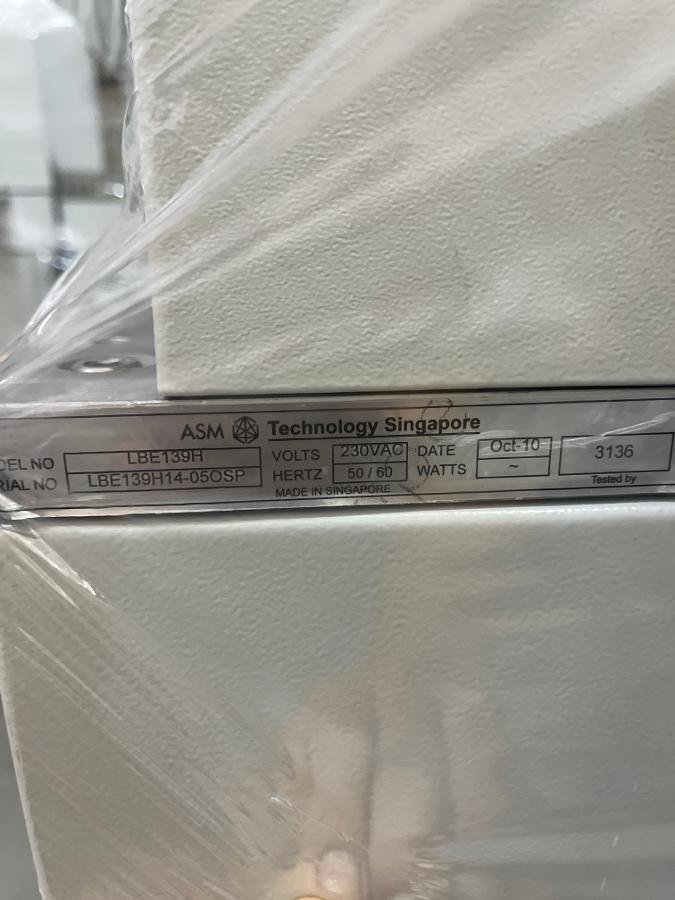 ASM Technology Singapore
DEL NO LBE139H VOLTS 230VAC DATE Oct-10 3136
RIAL NO LBE139H14-05OSP HERTZ 50 / 60 WATTS ~ Tested by
MADE IN SINGAPORE